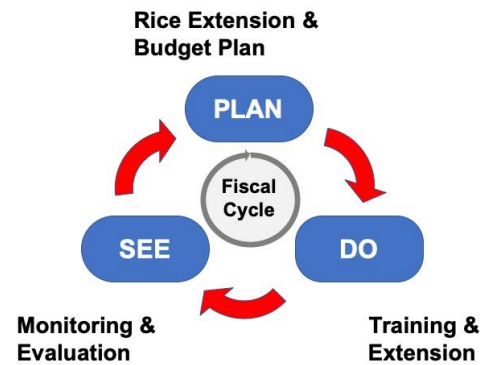 Rice Extension &
Budget Plan
PLAN
Fiscal
Cycle
SEE
DO
Monitoring &
Evaluation
Training &
Extension